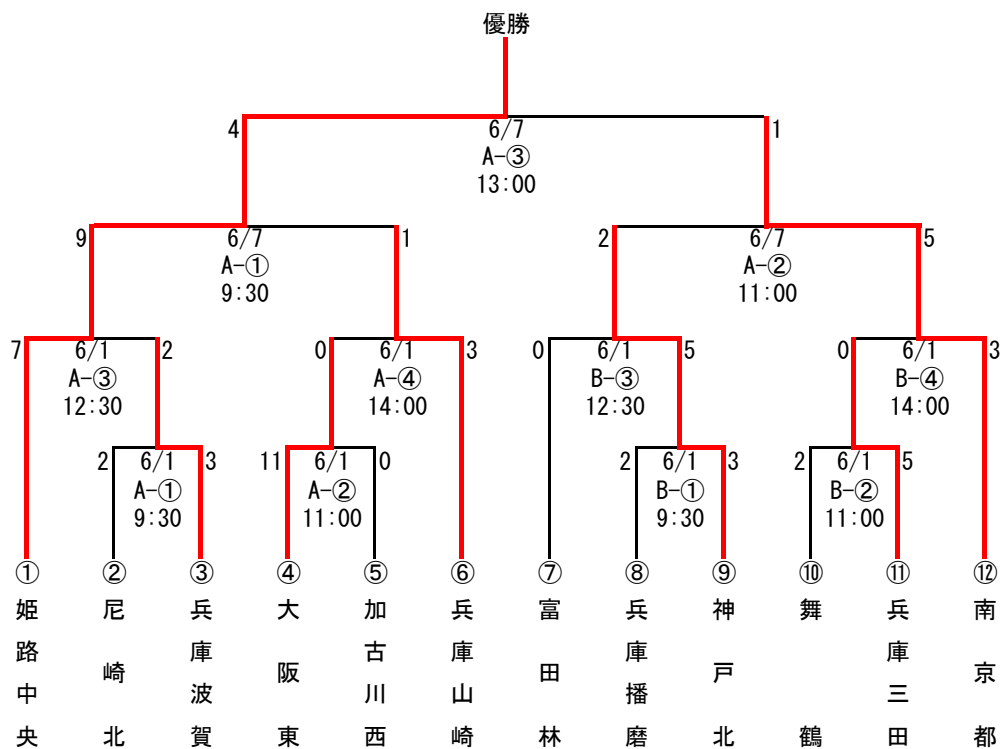 優勝
4 6/7 1
A-③
13:00
9 6/7 1 2 6/7 5
A-① A-②
9:30 11:00
7 6/1 2 0 6/1 3 0 6/1 5 0 6/1 3
A-③ A-④ B-③ B-④
12:30 14:00 12:30 14:00
2 6/1 3 11 6/1 0 2 6/1 3 2 6/1 5
A-① A-② B-① B-②
9:30 11:00 9:30 11:00
① ② ③ ④ ⑤ ⑥ ⑦ ⑧ ⑨ ⑩ ⑪ ⑫
姫路中央
尼崎北
兵庫波賀
大阪東
加古川西
兵庫山崎
富田林
兵庫播磨
神戸北
舞鶴
兵庫三田
南京都